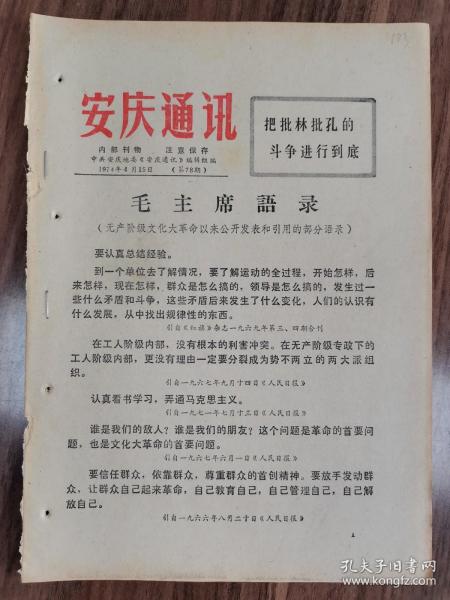 183
安庆通讯
内部刊物 注意保存
中共安庆地委《安庆通讯》编辑组编
1974年4月15日 （第78期）
把批林批孔的
斗争进行到底
毛主席語录
（无产阶级文化大革命以来公开发表和引用的部分语录）
要认真总结经验。
到一个单位去了解情况，要了解运动的全过程，开始怎样，后
来怎样，现在怎样，群众是怎么搞的，领导是怎么搞的，发生过一
些什么矛盾和斗争，这些矛盾后来发生了什么变化，人们的认识有
什么发展，从中找出规律性的东西。
引自《红旗》杂志一九六九年第三、四期合刊
在工人阶级内部，没有根本的利害冲突。在无产阶级专政下的
工人阶级内部，更没有理由一定要分裂成为势不两立的两大派组
织。
引自一九六七年九月十四日《人民日报》
认真看书学习，弄通马克思主义。
引自一九七一年七月十三日《人民日报》
谁是我们的敌人？谁是我们的朋友？这个问题是革命的首要问
题，也是文化大革命的首要问题。
引自一九六七年六月一日《人民日报》
要信任群众，依靠群众，尊重群众的首创精神。要放手发动群
众，让群众自己起来革命，自己教育自己，自己管理自己，自己解
放自己。
引自一九六六年八月二十日《人民日报》
1
孔夫子旧书网
www.kongfz.com